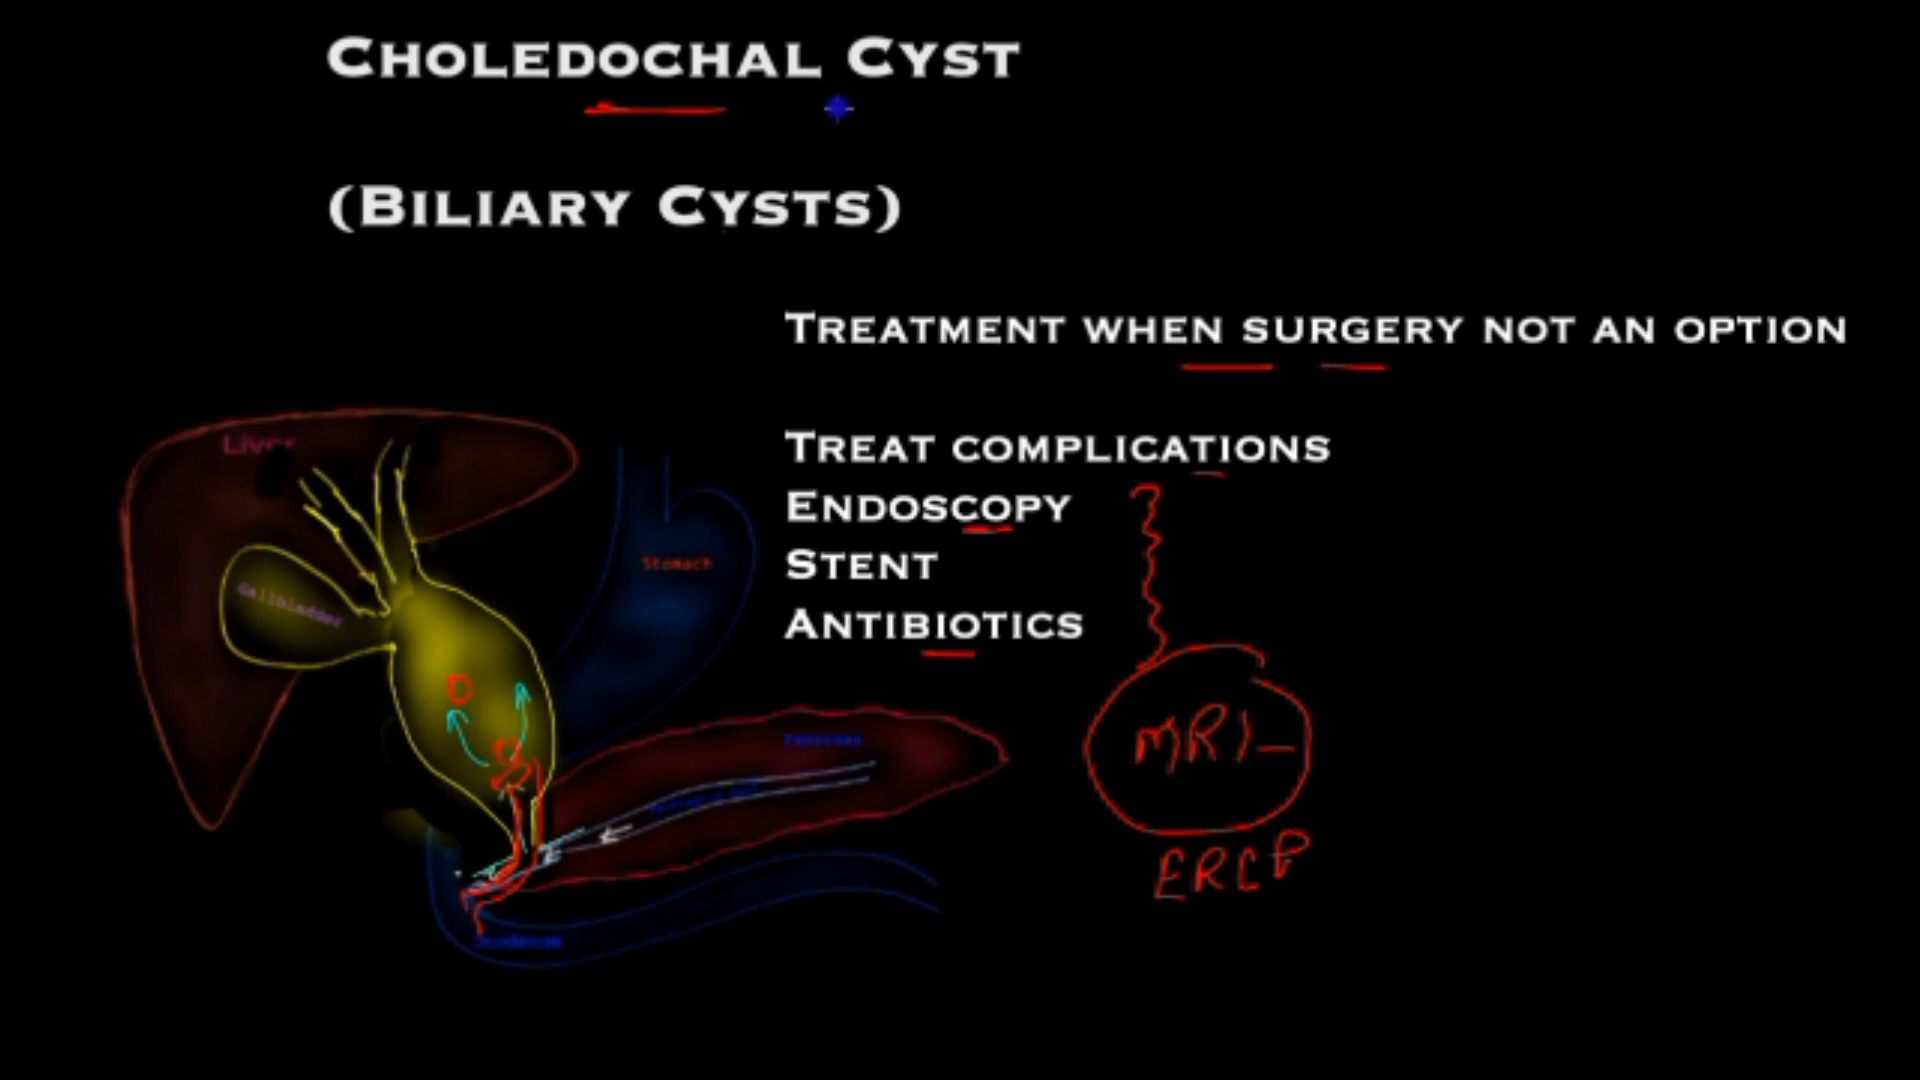 CHOLEDOCHAL CYST
(BILIARY CYSTS)
TREATMENT WHEN SURGERY NOT AN OPTION
TREAT COMPLICATIONS
ENDOSCOPY
STENT
ANTIBIOTICS
Liver
Stomach
Gallbladder
Pancreas
MRI
ERCP
Duodenum